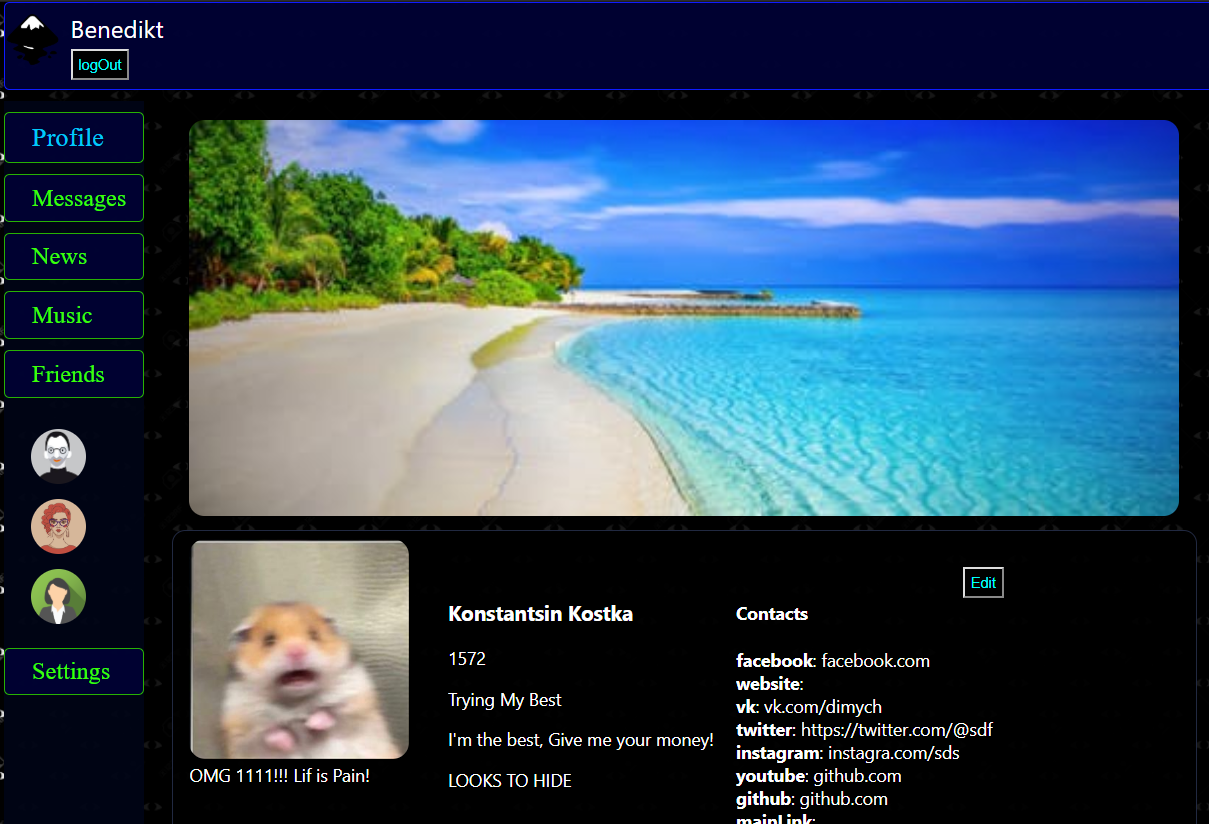 Benedikt
logOut
Profile
Messages
News
Music
Friends
Settings
Edit
Konstantsin Kostka
1572
Trying My Best
I'm the best, Give me your money!
LOOKS TO HIDE
OMG 1111!!! Lif is Pain!
Contacts
facebook: facebook.com
website:
vk: vk.com/dimych
twitter: https://twitter.com/@sdf
instagram: instagra.com/sds
youtube: github.com
github: github.com
mainLink: